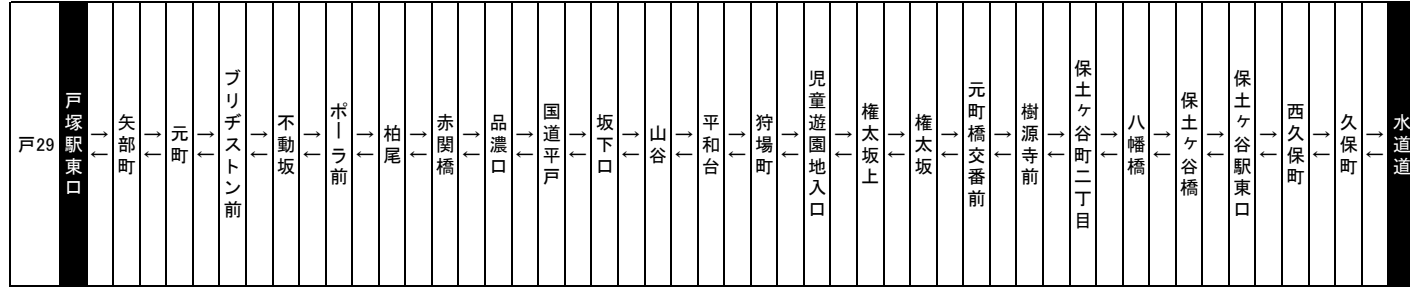 戸29
戸塚駅東口
→
←
矢部町
→
←
元町
→
←
ブリヂストン前
→
←
不動坂
→
←
ポーラ前
→
←
柏尾
→
←
赤関橋
→
←
品濃口
→
←
国道平戸
→
←
坂下口
→
←
山谷
→
←
平和台
→
←
狩場町
→
←
児童遊園地入口
→
←
権太坂上
→
←
権太坂
→
←
元町橋交番前
→
←
樹源寺前
→
←
保土ヶ谷町二丁目
→
←
八幡橋
→
←
保土ヶ谷橋
→
←
保土ヶ谷駅東口
→
←
西久保町
→
←
久保町
→
←
水道道